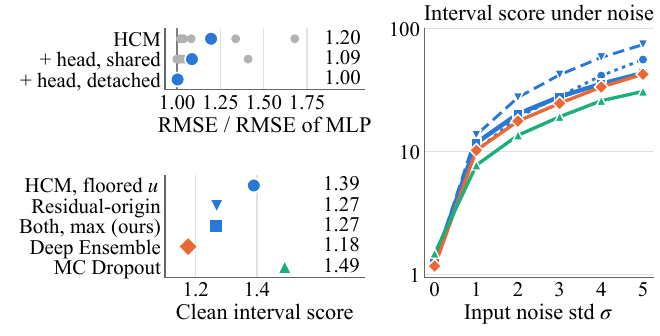 HCM 1.20
+ head, shared 1.09
+ head, detached 1.00
1.00 1.25 1.50 1.75
RMSE / RMSE of MLP
HCM, floored u 1.39
Residual-origin 1.27
Both, max (ours) 1.27
Deep Ensemble 1.18
MC Dropout 1.49
1.2 1.4
Clean interval score
Interval score under noise
100
10
1
0 1 2 3 4 5
Input noise std σ